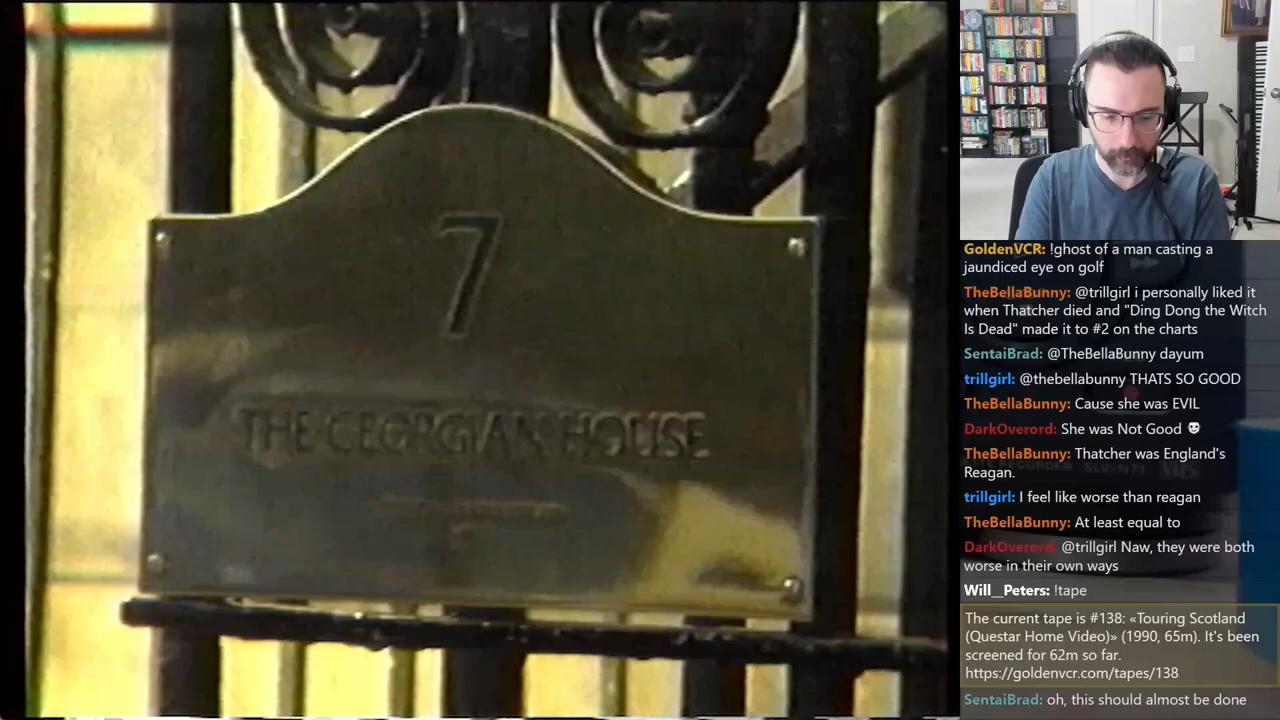 7
THE GEORGIAN HOUSE
GoldenVCR: !ghost of a man casting a
jaundiced eye on golf
TheBellaBunny: @trillgirl i personally liked it
when Thatcher died and "Ding Dong the Witch
Is Dead" made it to #2 on the charts
SentaiBrad: @TheBellaBunny dayum
trillgirl: @thebellabunny THATS SO GOOD
TheBellaBunny: Cause she was EVIL
DarkOverord: She was Not Good 💀
TheBellaBunny: Thatcher was England's
Reagan.
trillgirl: I feel like worse than reagan
TheBellaBunny: At least equal to
DarkOverord: @trillgirl Naw, they were both
worse in their own ways
Will__Peters: !tape
The current tape is #138: «Touring Scotland
(Questar Home Video)» (1990, 65m). It's been
screened for 62m so far.
https://goldenvcr.com/tapes/138
SentaiBrad: oh, this should almost be done